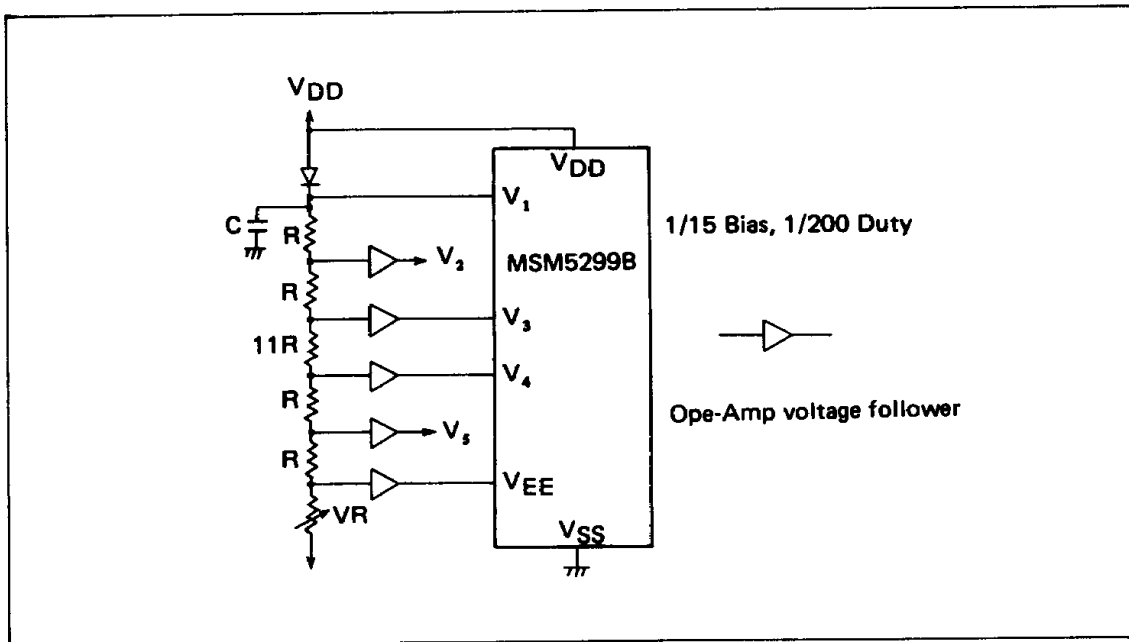 VDD
VDD
V₁
C
R
1/15 Bias, 1/200 Duty
V₂
MSM5299B
R
V₃
11R
V₄
R
Ope-Amp voltage follower
V₅
R
VEE
VR
VSS